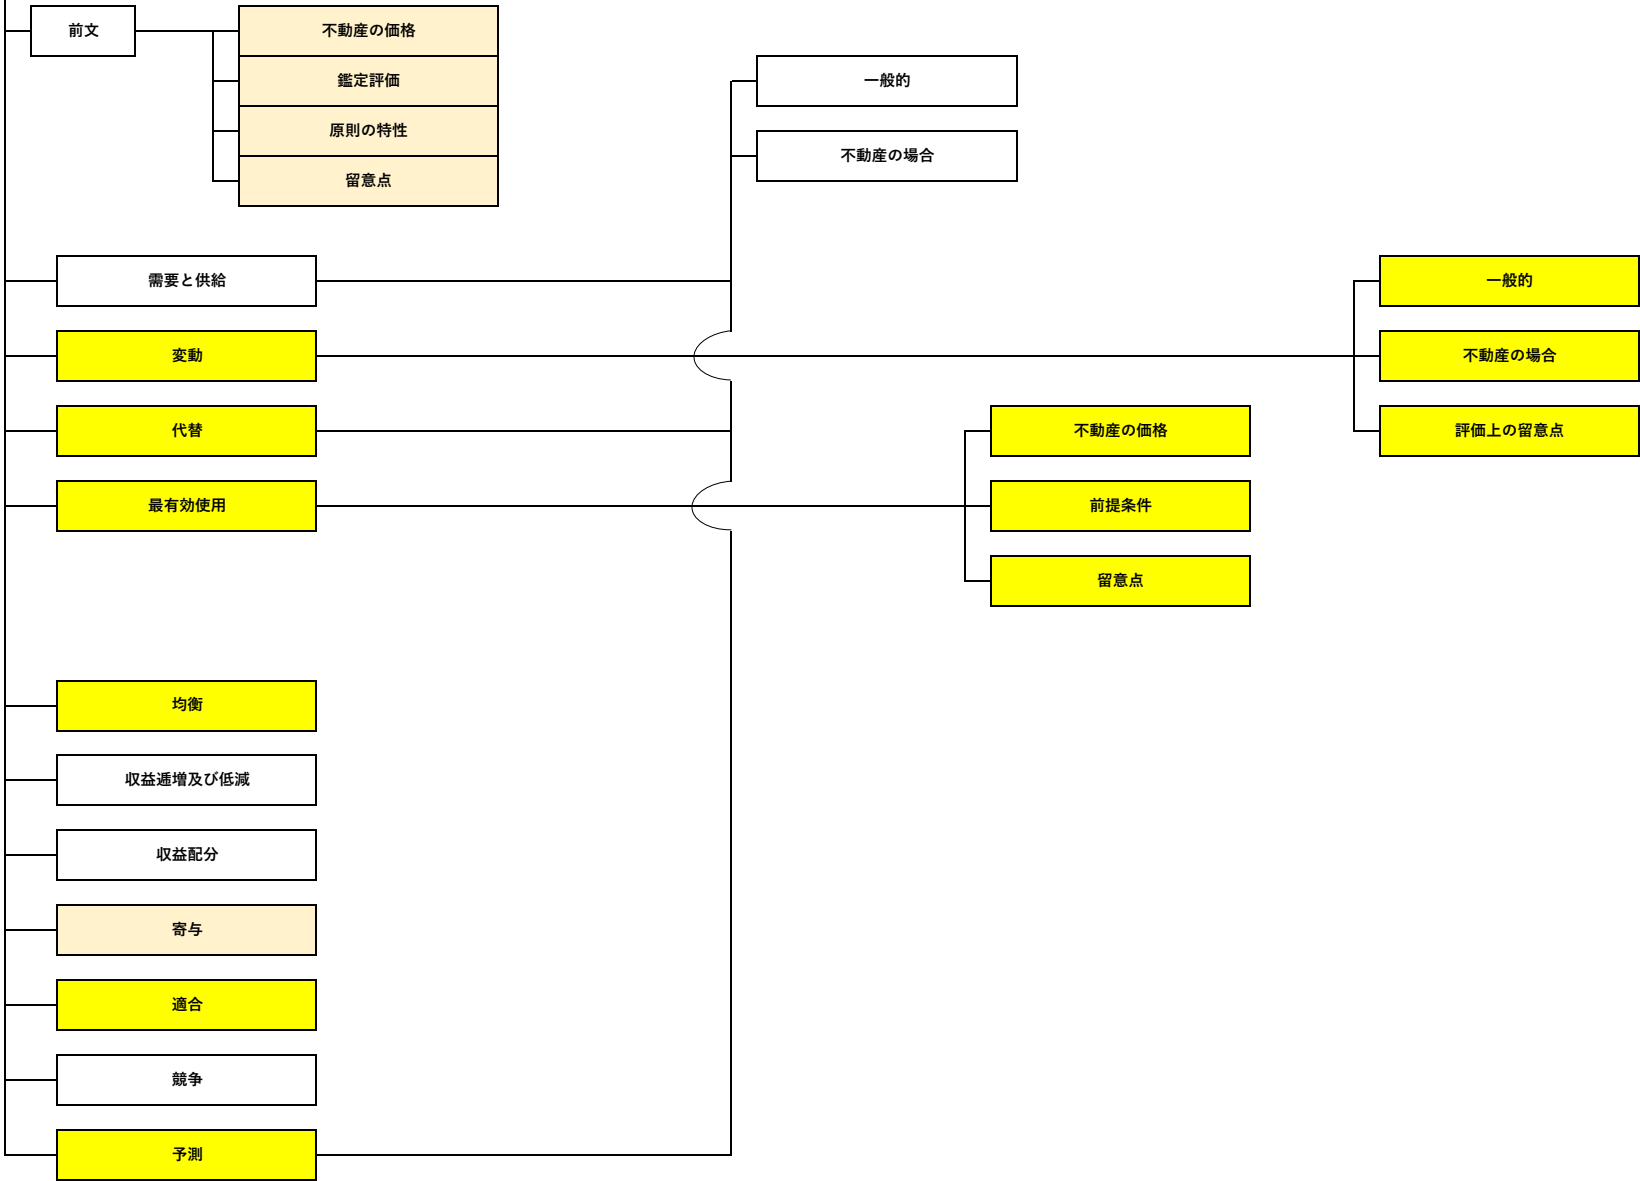 前文
不動産の価格
鑑定評価
原則の特性
留意点
一般的
不動産の場合
需要と供給
変動
代替
最有効使用
一般的
不動産の場合
評価上の留意点
不動産の価格
前提条件
留意点
均衡
収益逓増及び低減
収益配分
寄与
適合
競争
予測